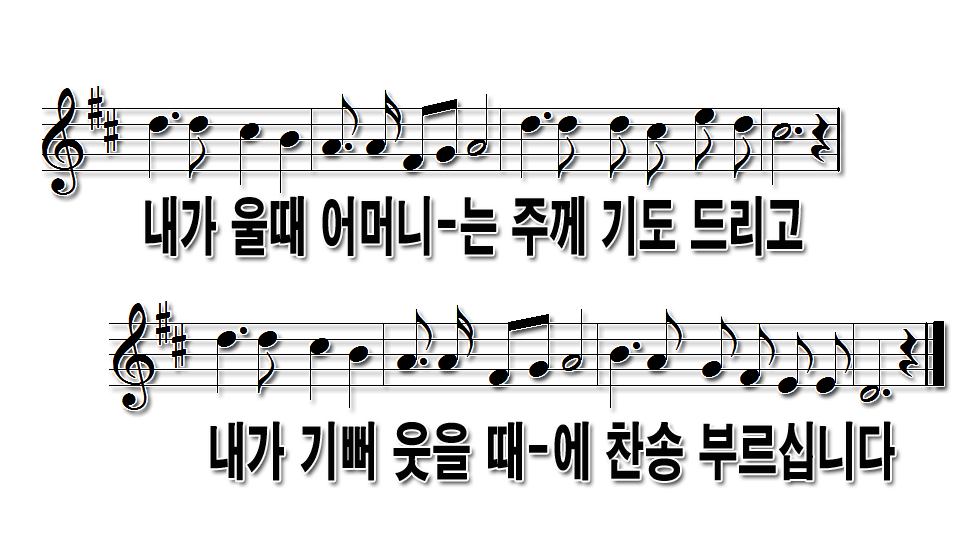 내가 울때 어머니-는 주께 기도 드리고
내가 기뻐 웃을 때-에 찬송 부르십니다